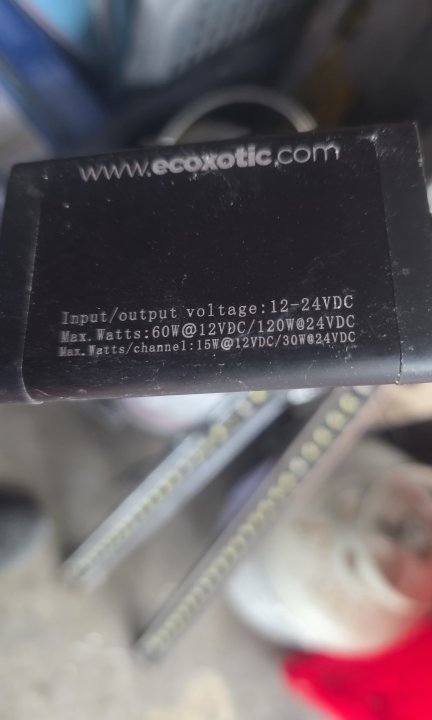 www.ecoxotic.com
Input/output voltage:12-24VDC
Max.Watts:60W@12VDC/120W@24VDC
Max.Watts/channel:15W@12VDC/30W@24VDC